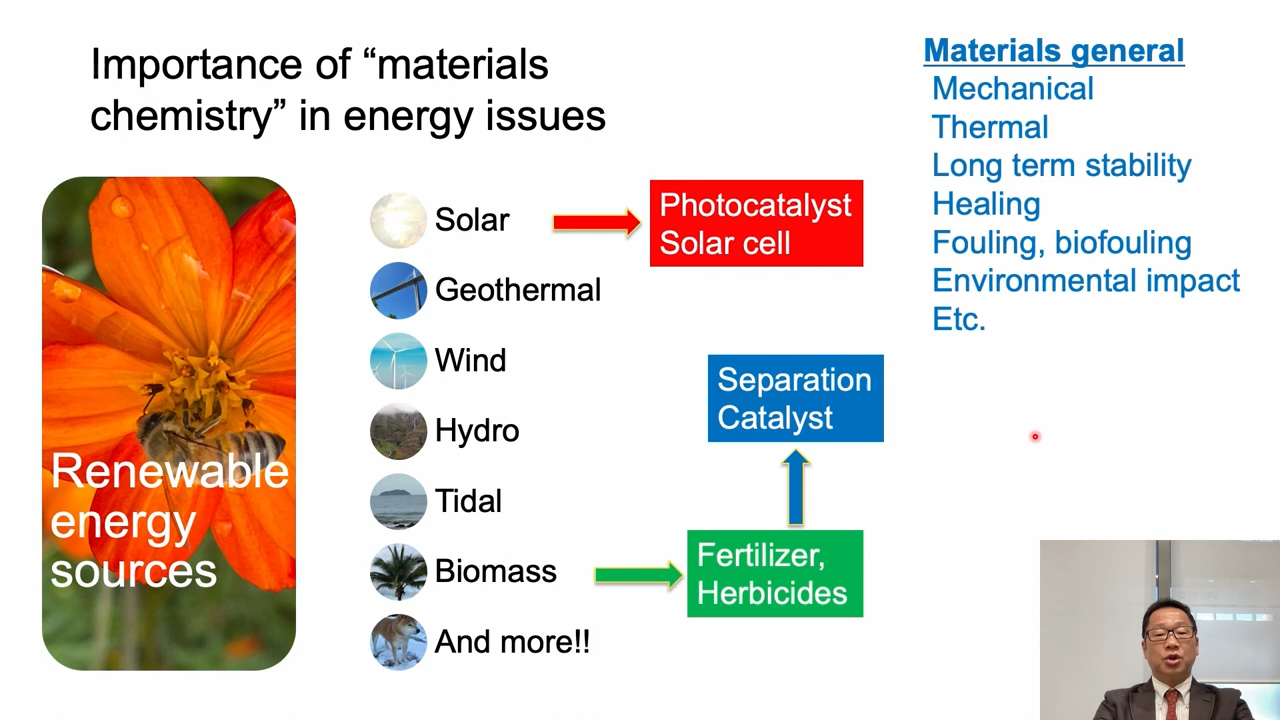 Importance of “materials
chemistry” in energy issues
Renewable
energy
sources
Solar
Geothermal
Wind
Hydro
Tidal
Biomass
And more!!
Photocatalyst
Solar cell
Separation
Catalyst
Fertilizer,
Herbicides
Materials general
Mechanical
Thermal
Long term stability
Healing
Fouling, biofouling
Environmental impact
Etc.